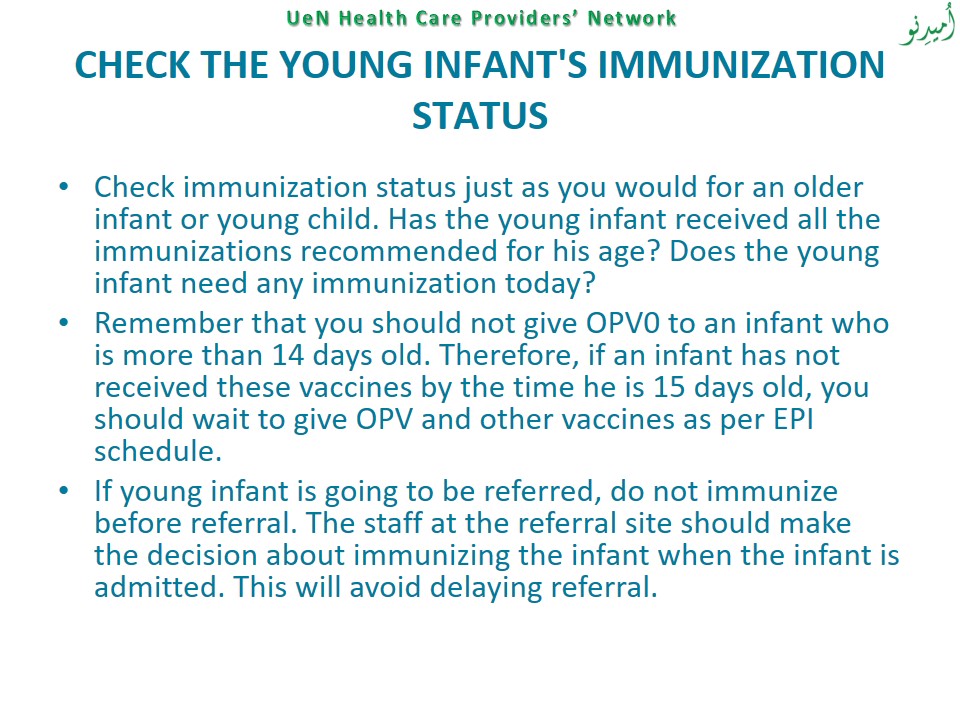 UeN Health Care Providers’ Network
اُمیدِنو
CHECK THE YOUNG INFANT'S IMMUNIZATION
STATUS
• Check immunization status just as you would for an older
infant or young child. Has the young infant received all the
immunizations recommended for his age? Does the young
infant need any immunization today?
• Remember that you should not give OPV0 to an infant who
is more than 14 days old. Therefore, if an infant has not
received these vaccines by the time he is 15 days old, you
should wait to give OPV and other vaccines as per EPI
schedule.
• If young infant is going to be referred, do not immunize
before referral. The staff at the referral site should make
the decision about immunizing the infant when the infant is
admitted. This will avoid delaying referral.